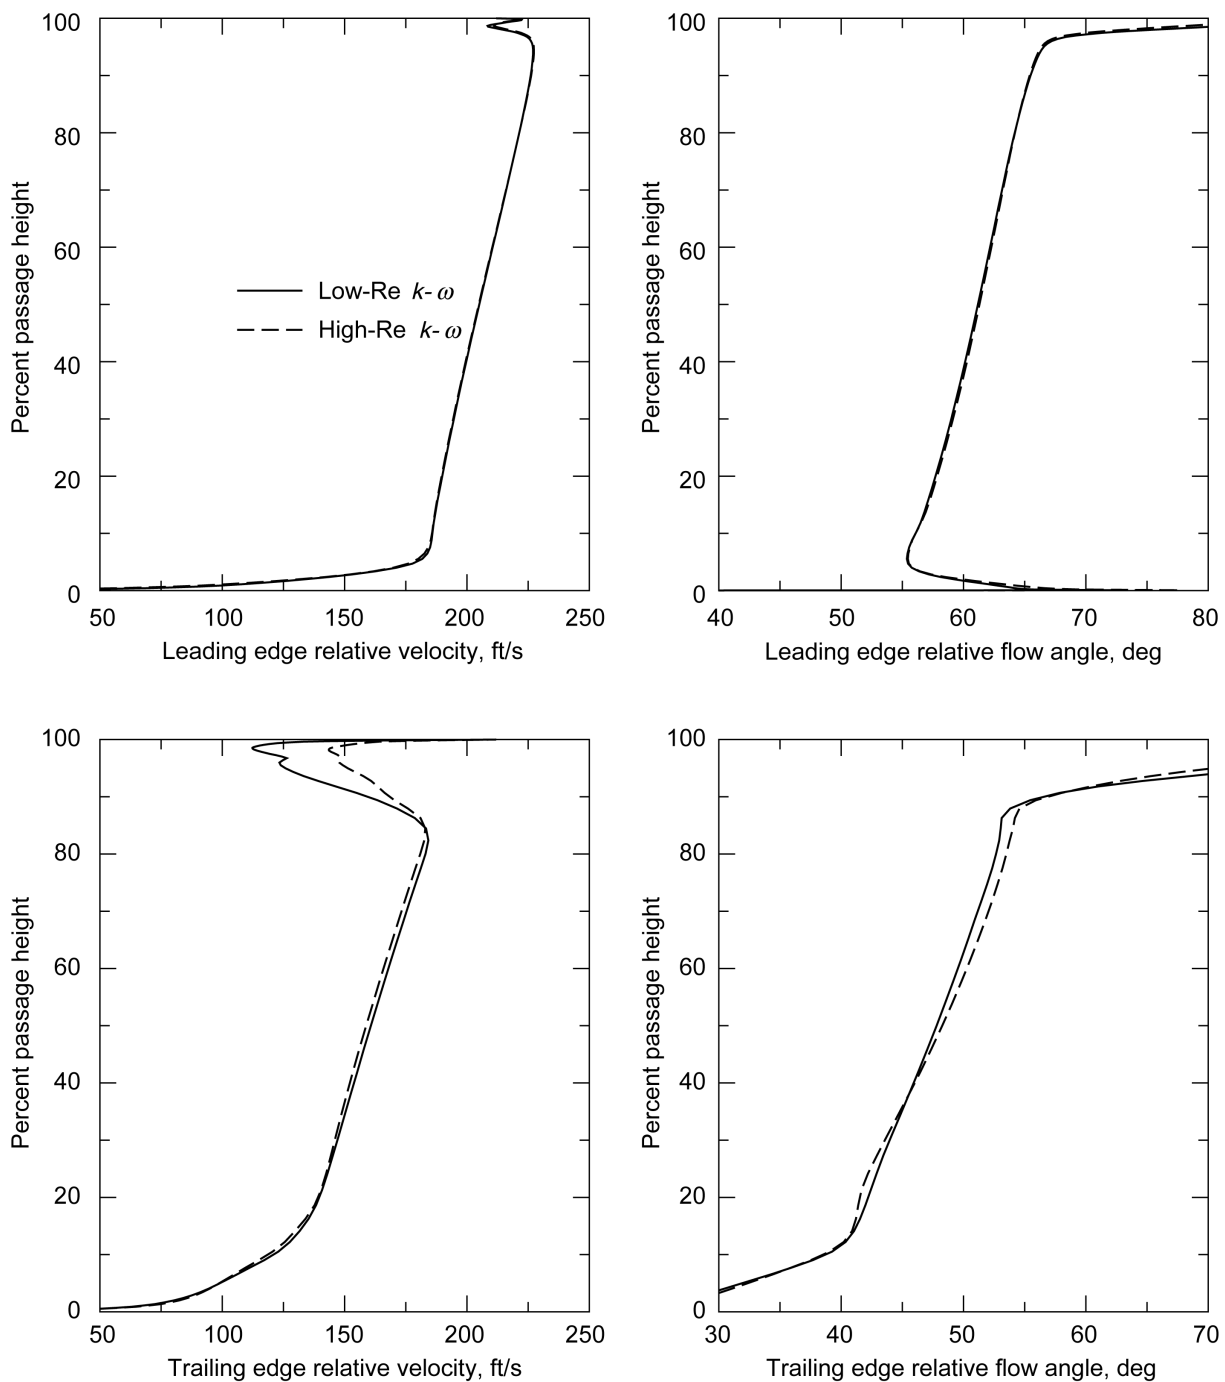 100
80
60
40
20
0
Percent passage height
Low-Re k-ω
High-Re k-ω
50 100 150 200 250
Leading edge relative velocity, ft/s
100
80
60
40
20
0
Percent passage height
40 50 60 70 80
Leading edge relative flow angle, deg
100
80
60
40
20
0
Percent passage height
50 100 150 200 250
Trailing edge relative velocity, ft/s
100
80
60
40
20
0
Percent passage height
30 40 50 60 70
Trailing edge relative flow angle, deg